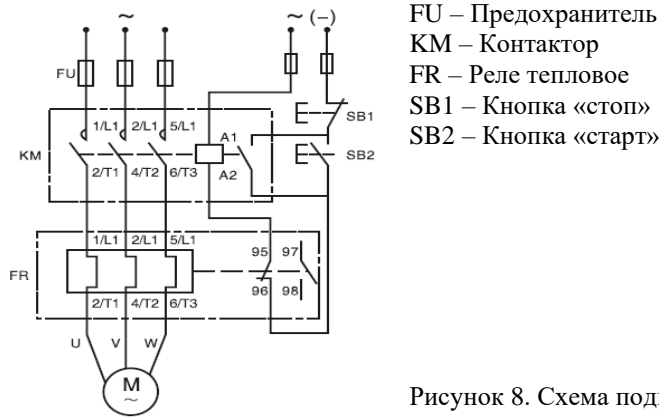 ~
~ (–)
FU – Предохранитель
KM – Контактор
FR – Реле тепловое
SB1 – Кнопка «стоп»
SB2 – Кнопка «старт»
FU
SB1
1/L1 2/L1 5/L1 A1
KM
SB2
2/T1 4/T2 6/T3 A2
1/L1 2/L1 5/L1 95 97
FR
2/T1 4/T2 6/T3 96 98
U V W
M
~
Рисунок 8. Схема